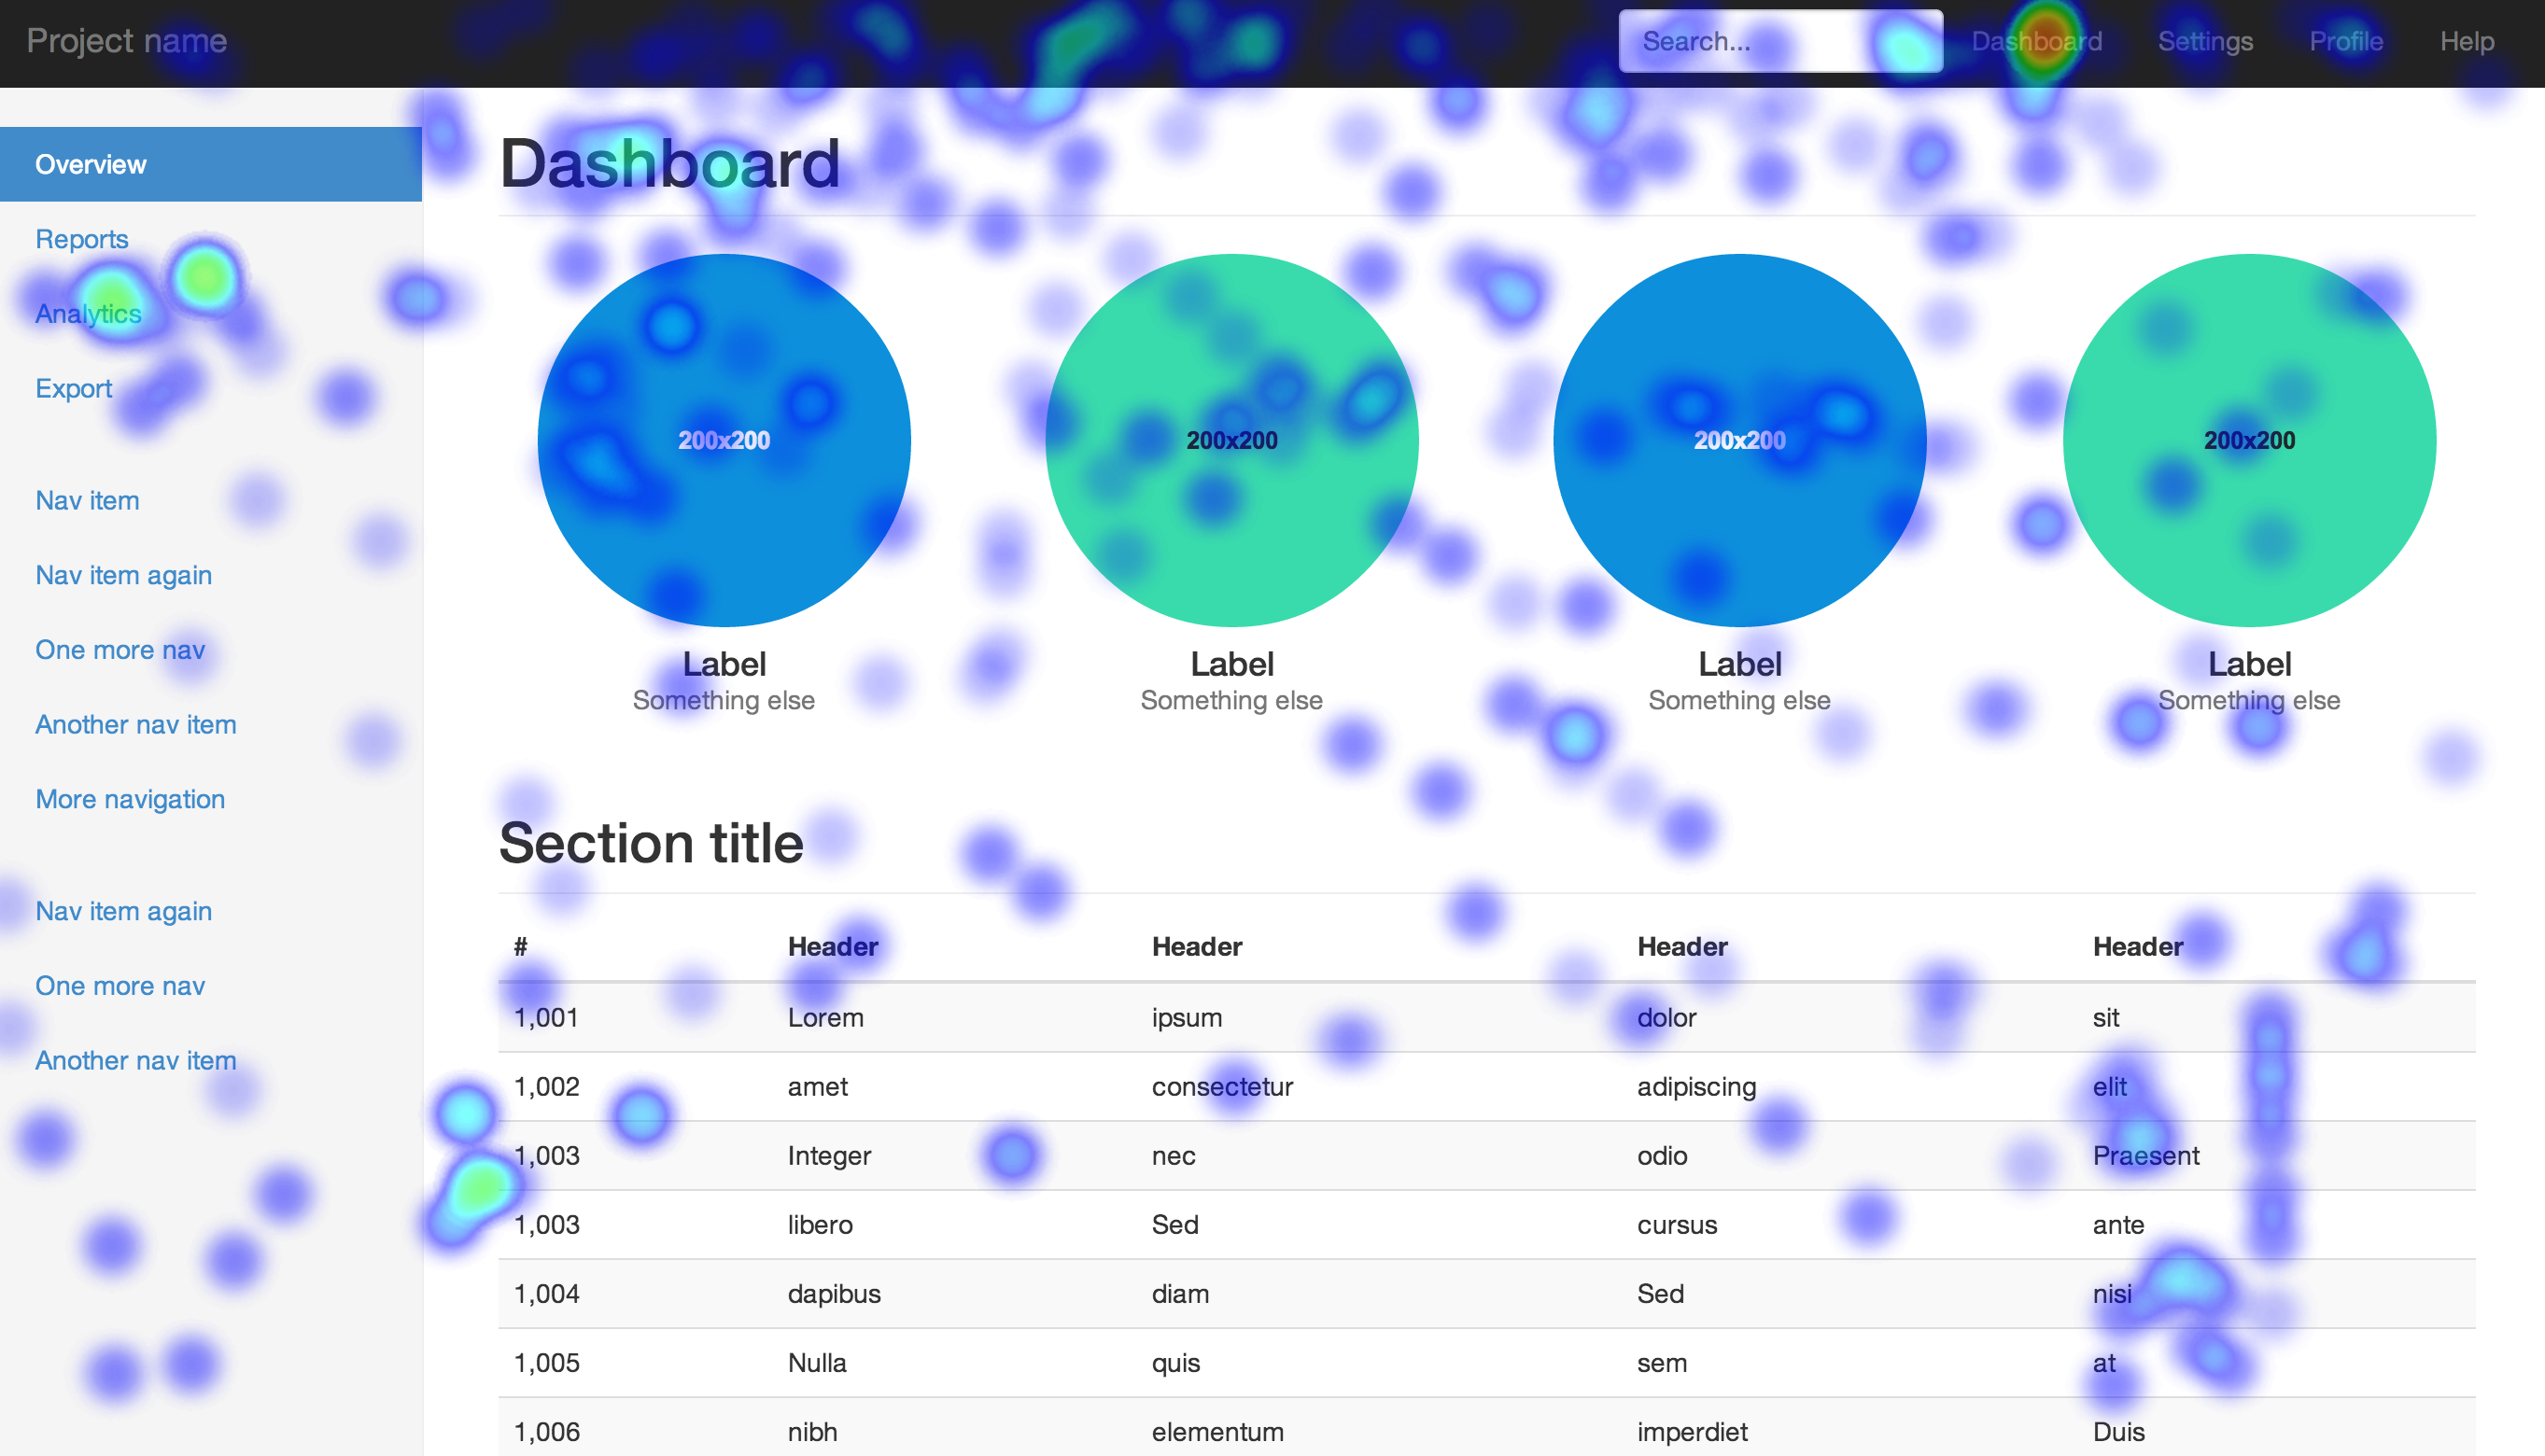 Project name Search... Dashboard Settings Profile Help
Overview
Reports
Analytics
Export
Nav item
Nav item again
One more nav
Another nav item
More navigation
Nav item again
One more nav
Another nav item
Dashboard
200x200 200x200 200x200 200x200
Label Label Label Label
Something else Something else Something else Something else
Section title
# Header Header Header Header
1,001 Lorem ipsum dolor sit
1,002 amet consectetur adipiscing elit
1,003 Integer nec odio Praesent
1,003 libero Sed cursus ante
1,004 dapibus diam Sed nisi
1,005 Nulla quis sem at
1,006 nibh elementum imperdiet Duis